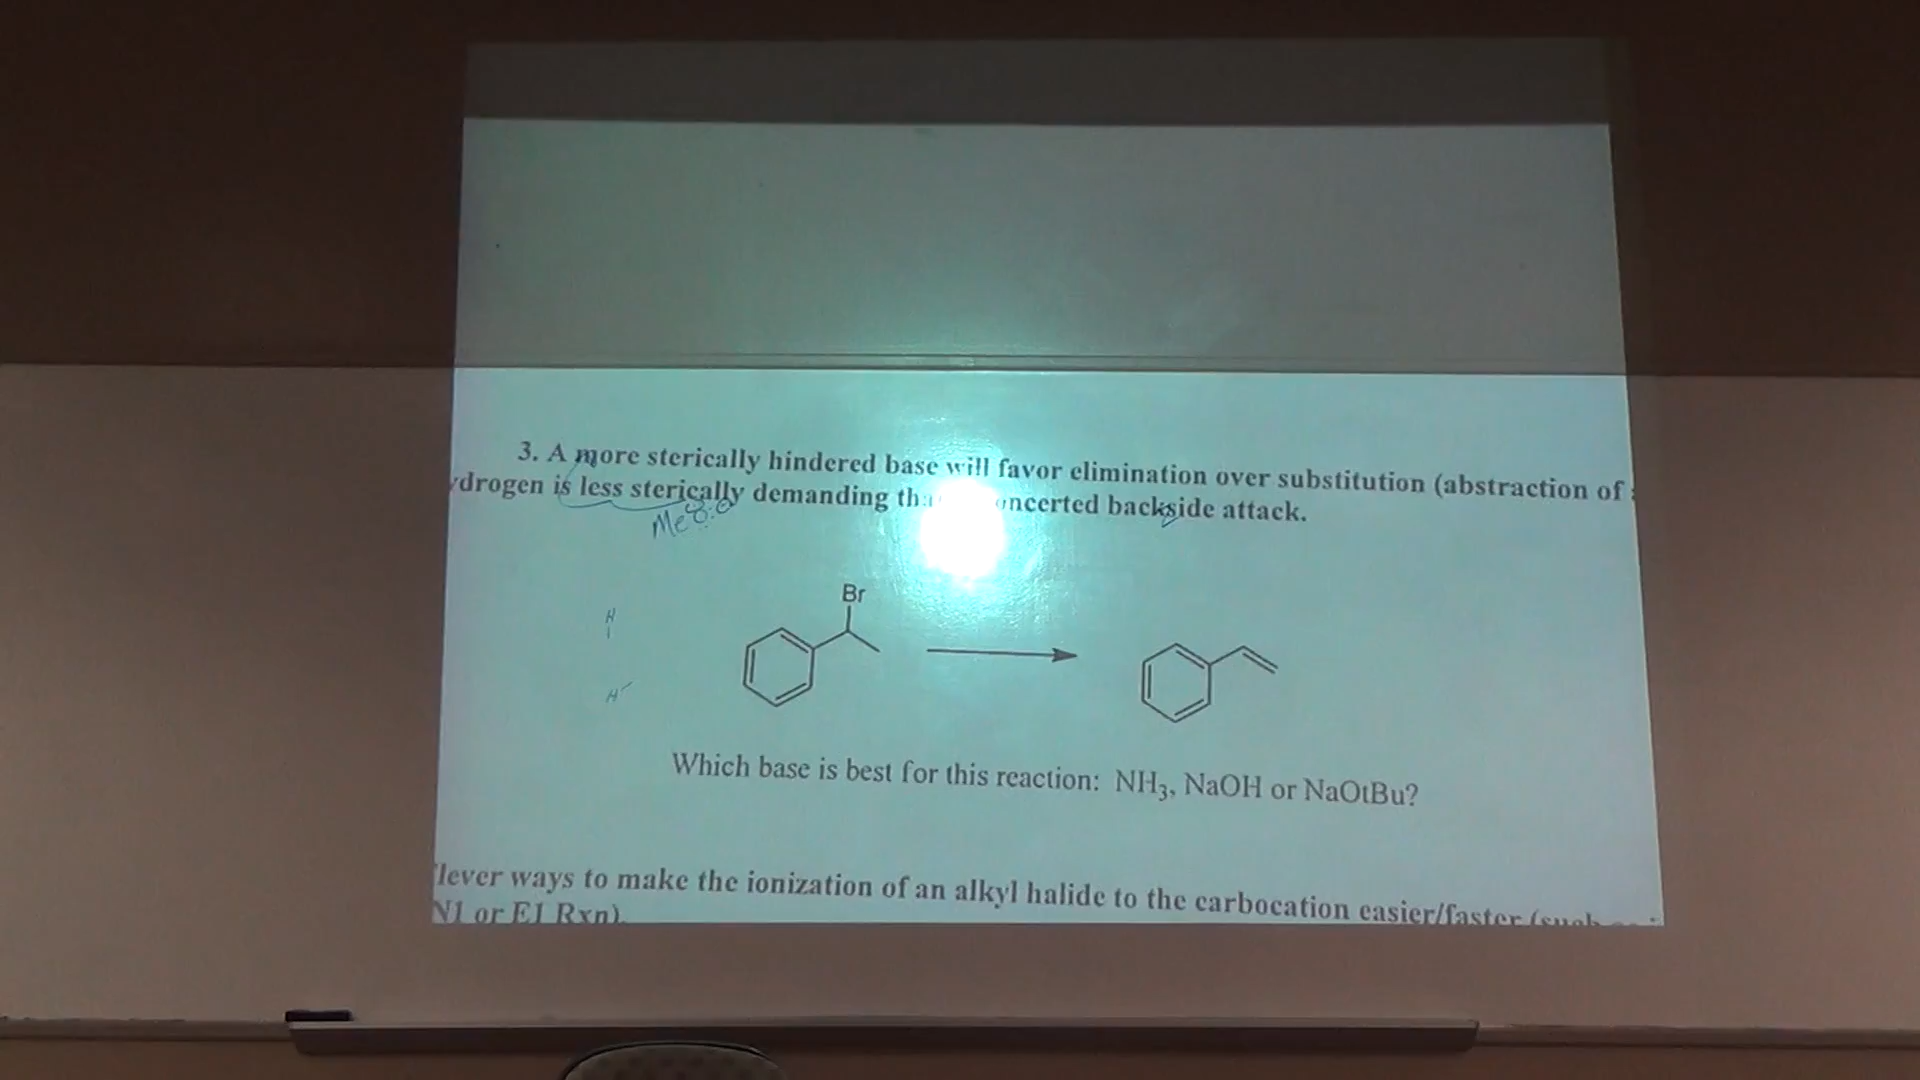 3. A more sterically hindered base will favor elimination over substitution (abstraction of
drogen is less sterically demanding oncerted backside attack.
Me
H
Br
H
Which base is best for this reaction: NH3, NaOH or NaOtBu?
lever ways to make the ionization of an alkyl halide to the carbocation easier/faster (such
N1 or E1 Rxn).